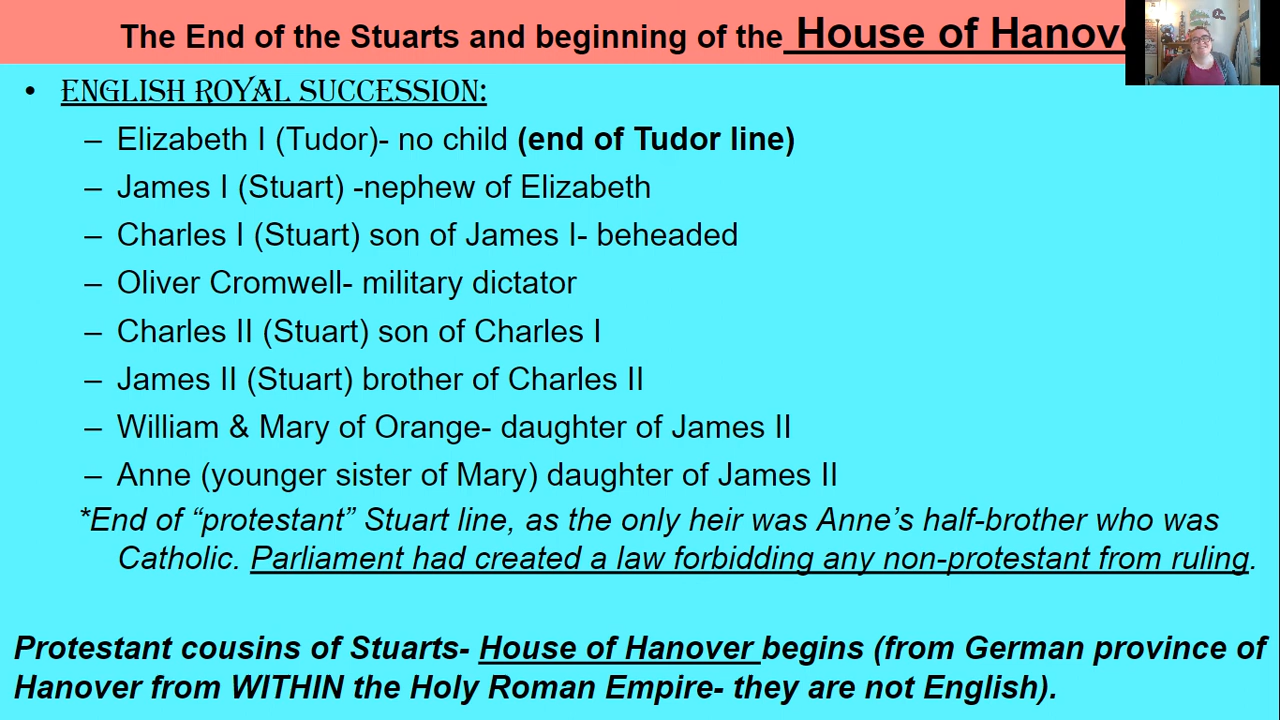 The End of the Stuarts and beginning of the House of
• ENGLISH ROYAL SUCCESSION:
– Elizabeth I (Tudor)- no child (end of Tudor line)
– James I (Stuart) -nephew of Elizabeth
– Charles I (Stuart) son of James I- beheaded
– Oliver Cromwell- military dictator
– Charles II (Stuart) son of Charles I
– James II (Stuart) brother of Charles II
– William & Mary of Orange- daughter of James II
– Anne (younger sister of Mary) daughter of James II
*End of “protestant” Stuart line, as the only heir was Anne’s half-brother who was
Catholic. Parliament had created a law forbidding any non-protestant from ruling.
Protestant cousins of Stuarts- House of Hanover begins (from German province of
Hanover from WITHIN the Holy Roman Empire- they are not English).